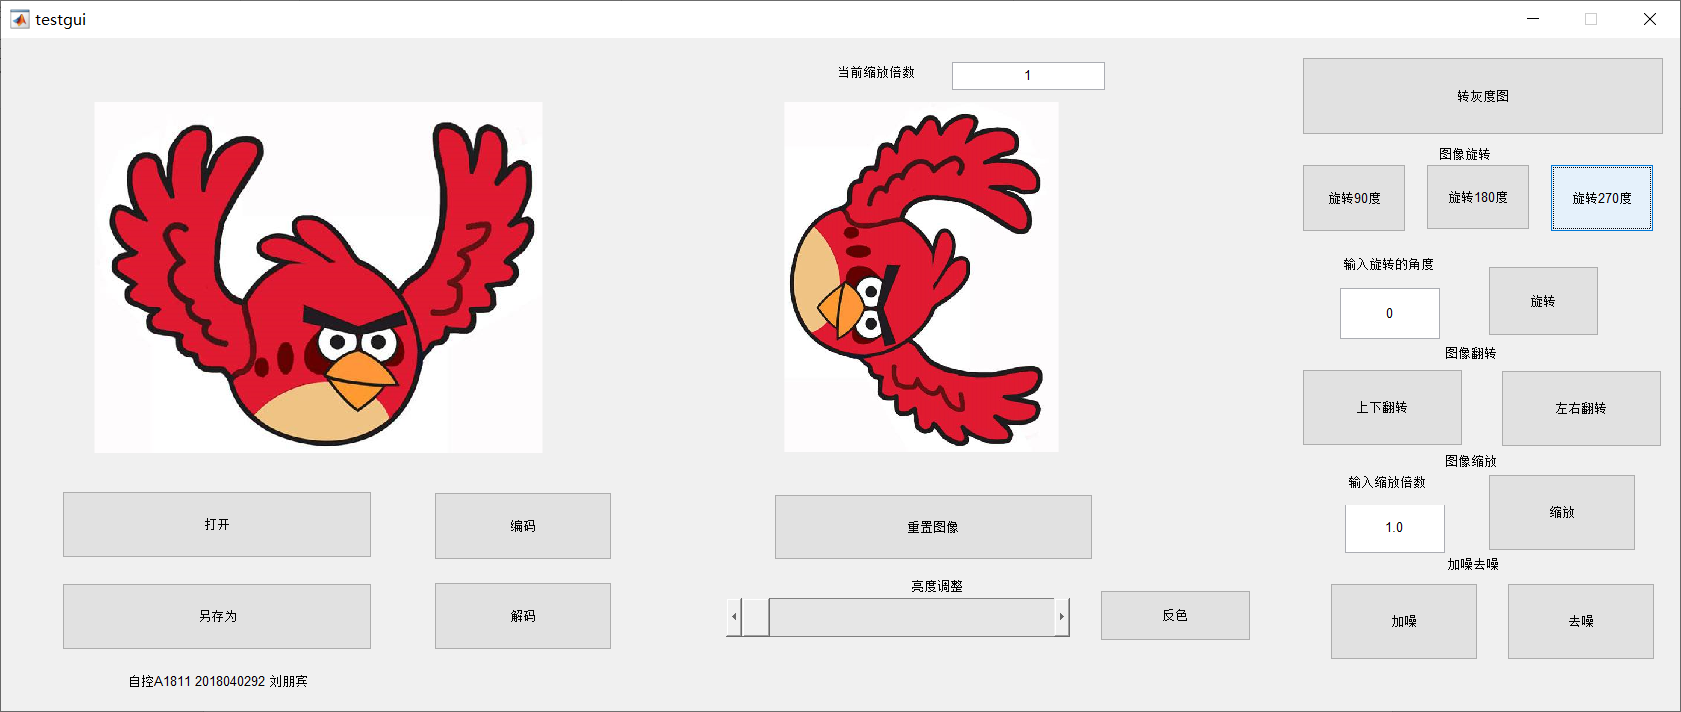 testgui
当前缩放倍数
1
转灰度图
图像旋转
旋转90度
旋转180度
旋转270度
输入旋转的角度
0
旋转
图像翻转
上下翻转
左右翻转
图像缩放
输入缩放倍数
1.0
缩放
加噪去噪
加噪
去噪
打开
编码
重置图像
另存为
解码
亮度调整
反色
自控A1811 2018040292 刘朋宾